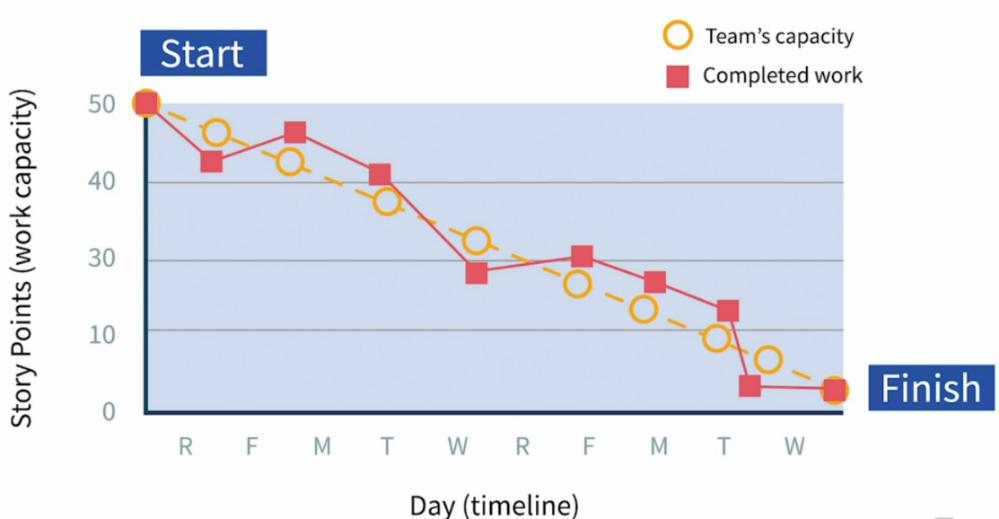 Start
Team's capacity
Completed work
Story Points (work capacity)
50
40
30
10
0
Finish
R F M T W R F M T W
Day (timeline)